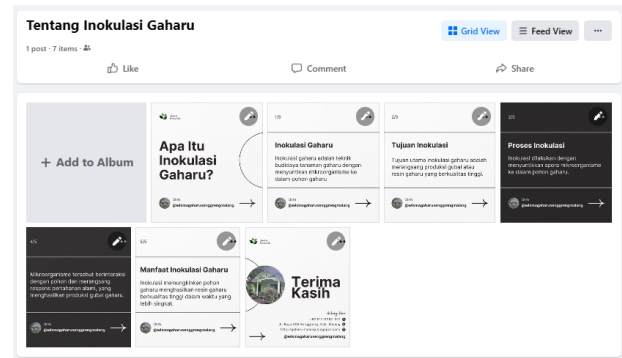 Tentang Inokulasi Gaharu
1 post · 7 items ·
Grid View
Feed View
Like
Comment
Share
+ Add to Album
Apa Itu
Inokulasi
Gaharu?
1/5
Inokulasi Gaharu
Inokulasi gaharu adalah teknik
budidaya tanaman gaharu dengan
menyuntikan mikroorganisme ke
dalam pohon gaharu
2/5
Tujuan Inokulasi
Tujuan utama inokulasi gaharu adalah
merangsang produksi gubal atau
resin gaharu yang berkualitas tinggi.
Proses Inokulasi
Inokulasi dilakukan dengan
menyuntikkan spora mikroorganisme
ke dalam pohon gaharu.
4/5
Mikroorganisme tersebut berinteraksi
dengan pohon dan merangsang
respons pertahanan alami, yang
menghasilkan produksi gubal gaharu.
5/5
Manfaat Inokulasi Gaharu
Inokulasi memungkinkan pohon
gaharu menghasilkan resin gaharu
berkualitas tinggi dalam waktu yang
lebih singkat.
Terima
Kasih